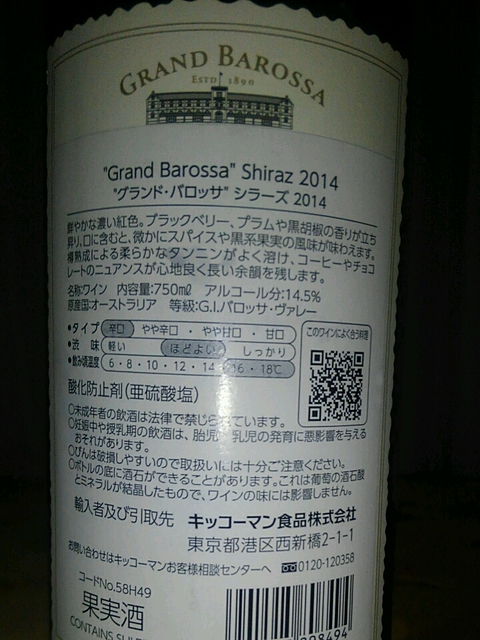 GRAND BAROSSA
ESTD 1890
"Grand Barossa" Shiraz 2014
"グランド・バロッサ" シラーズ 2014
鮮やかな濃い紅色。ブラックベリー、プラムや黒胡椒の香りが立ち
昇り、口に含むと、微かにスパイスや黒系果実の風味が味わえます。
樽熟成による柔らかなタンニンがよく溶け、コーヒーやチョコ
レートのニュアンスが心地良く長い余韻を残します。
名称:ワイン 内容量:750㎖ アルコール分:14.5%
原産国:オーストラリア 等級:G.I.バロッサ・ヴァレー
●タイプ 辛口 ・ やや辛口 ・ やや甘口 ・ 甘口
●渋 味 軽い ほどよい しっかり
●飲み頃温度 6・8・10・12・14・16・18℃
このワインによく合う料理
酸化防止剤(亜硫酸塩)
○未成年者の飲酒は法律で禁じられています。
○妊娠中や授乳期の飲酒は、胎児・乳児の発育に悪影響を与える
おそれがあります。
○びんは破損しやすいので取扱いには十分ご注意ください。
○ボトルの底に酒石ができることがあります。これは葡萄の酒石酸
とミネラルが結晶したもので、ワインの味には影響しません。
輸入者及び引取先 キッコーマン食品株式会社
東京都港区西新橋2-1-1
お問い合わせはキッコーマンお客様相談センターへ 0120-120358
コードNo.58H49
果実酒
CONTAINS